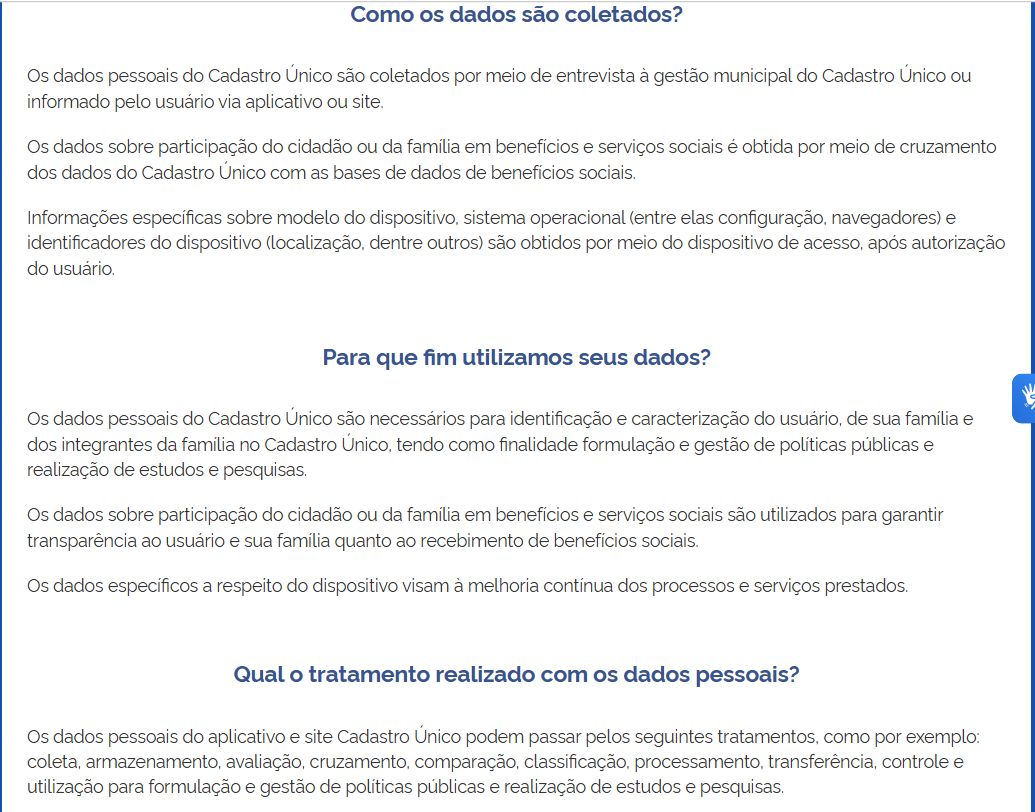 Como os dados são coletados?
Os dados pessoais do Cadastro Único são coletados por meio de entrevista à gestão municipal do Cadastro Único ou
informado pelo usuário via aplicativo ou site.
Os dados sobre participação do cidadão ou da família em benefícios e serviços sociais é obtida por meio de cruzamento
dos dados do Cadastro Único com as bases de dados de benefícios sociais.
Informações específicas sobre modelo do dispositivo, sistema operacional (entre elas configuração, navegadores) e
identificadores do dispositivo (localização, dentre outros) são obtidos por meio do dispositivo de acesso, após autorização
do usuário.
Para que fim utilizamos seus dados?
Os dados pessoais do Cadastro Único são necessários para identificação e caracterização do usuário, de sua família e
dos integrantes da família no Cadastro Único, tendo como finalidade formulação e gestão de políticas públicas e
realização de estudos e pesquisas.
Os dados sobre participação do cidadão ou da família em benefícios e serviços sociais são utilizados para garantir
transparência ao usuário e sua família quanto ao recebimento de benefícios sociais.
Os dados específicos a respeito do dispositivo visam à melhoria contínua dos processos e serviços prestados.
Qual o tratamento realizado com os dados pessoais?
Os dados pessoais do aplicativo e site Cadastro Único podem passar pelos seguintes tratamentos, como por exemplo:
coleta, armazenamento, avaliação, cruzamento, comparação, classificação, processamento, transferência, controle e
utilização para formulação e gestão de políticas públicas e realização de estudos e pesquisas.